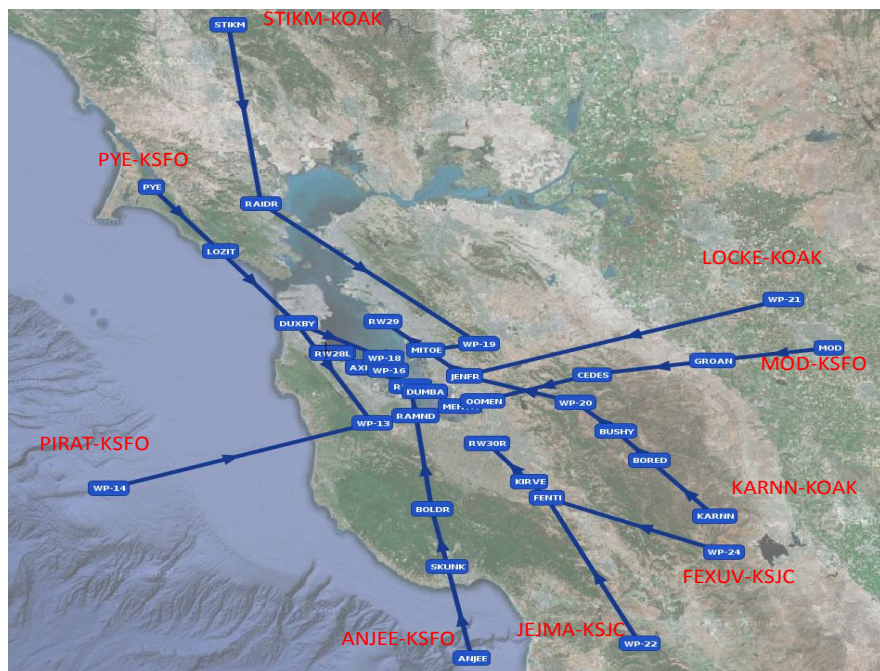 STIKM-KOAK
STIKM
PYE-KSFO
PYE
RAIDR
LOZIT
LOCKE-KOAK
WP-21
DUXBY
RW29
WP-19
MITOE
MOD
RW28L
WP-18
GROAN
MOD-KSFO
WP-16
JENFR
CEDES
DUMBA
OOMEN
WP-20
RAMND
WP-13
BUSHY
PIRAT-KSFO
RW30R
BORED
WP-14
KIRVE
KARNN-KOAK
FENTI
BOLDR
KARNN
WP-24
SKUNK
FEXUV-KSJC
JEJMA-KSJC
ANJEE-KSFO
WP-22
ANJEE